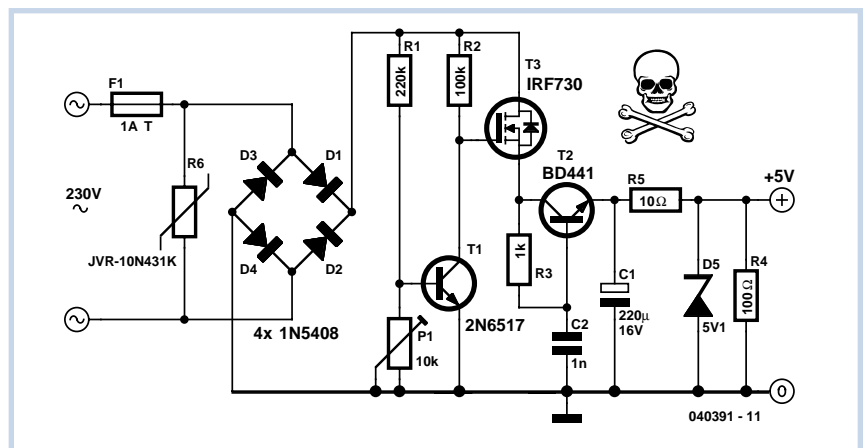 F1
1A T
230V
~
R6
JVR-10N431K
D3
D1
D4
D2
4x 1N5408
R1
220k
R2
100k
P1
10k
T1
2N6517
T3
IRF730
T2
BD441
1k
R3
C2
1n
C1
220µ
16V
R5
10Ω
D5
5V1
R4
100Ω
+5V
+
0
040391 - 11